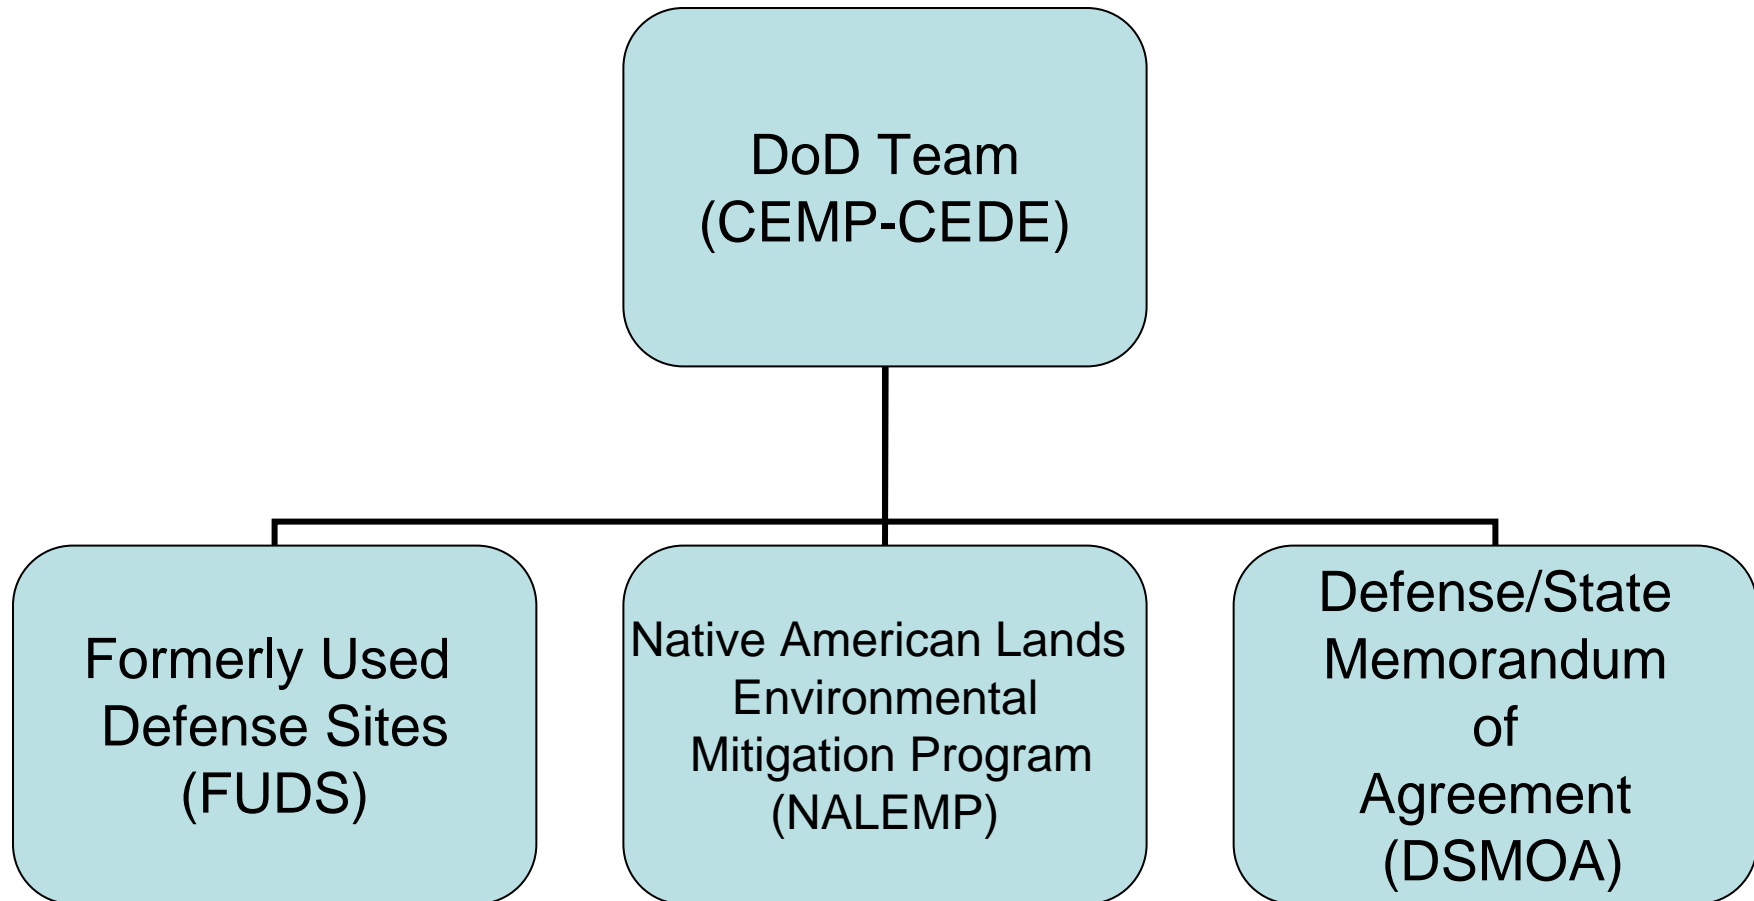 DoD Team
(CEMP-CEDE)
Formerly Used
Defense Sites
(FUDS)
Native American Lands
Environmental
Mitigation Program
(NALEMP)
Defense/State
Memorandum
of
Agreement
(DSMOA)